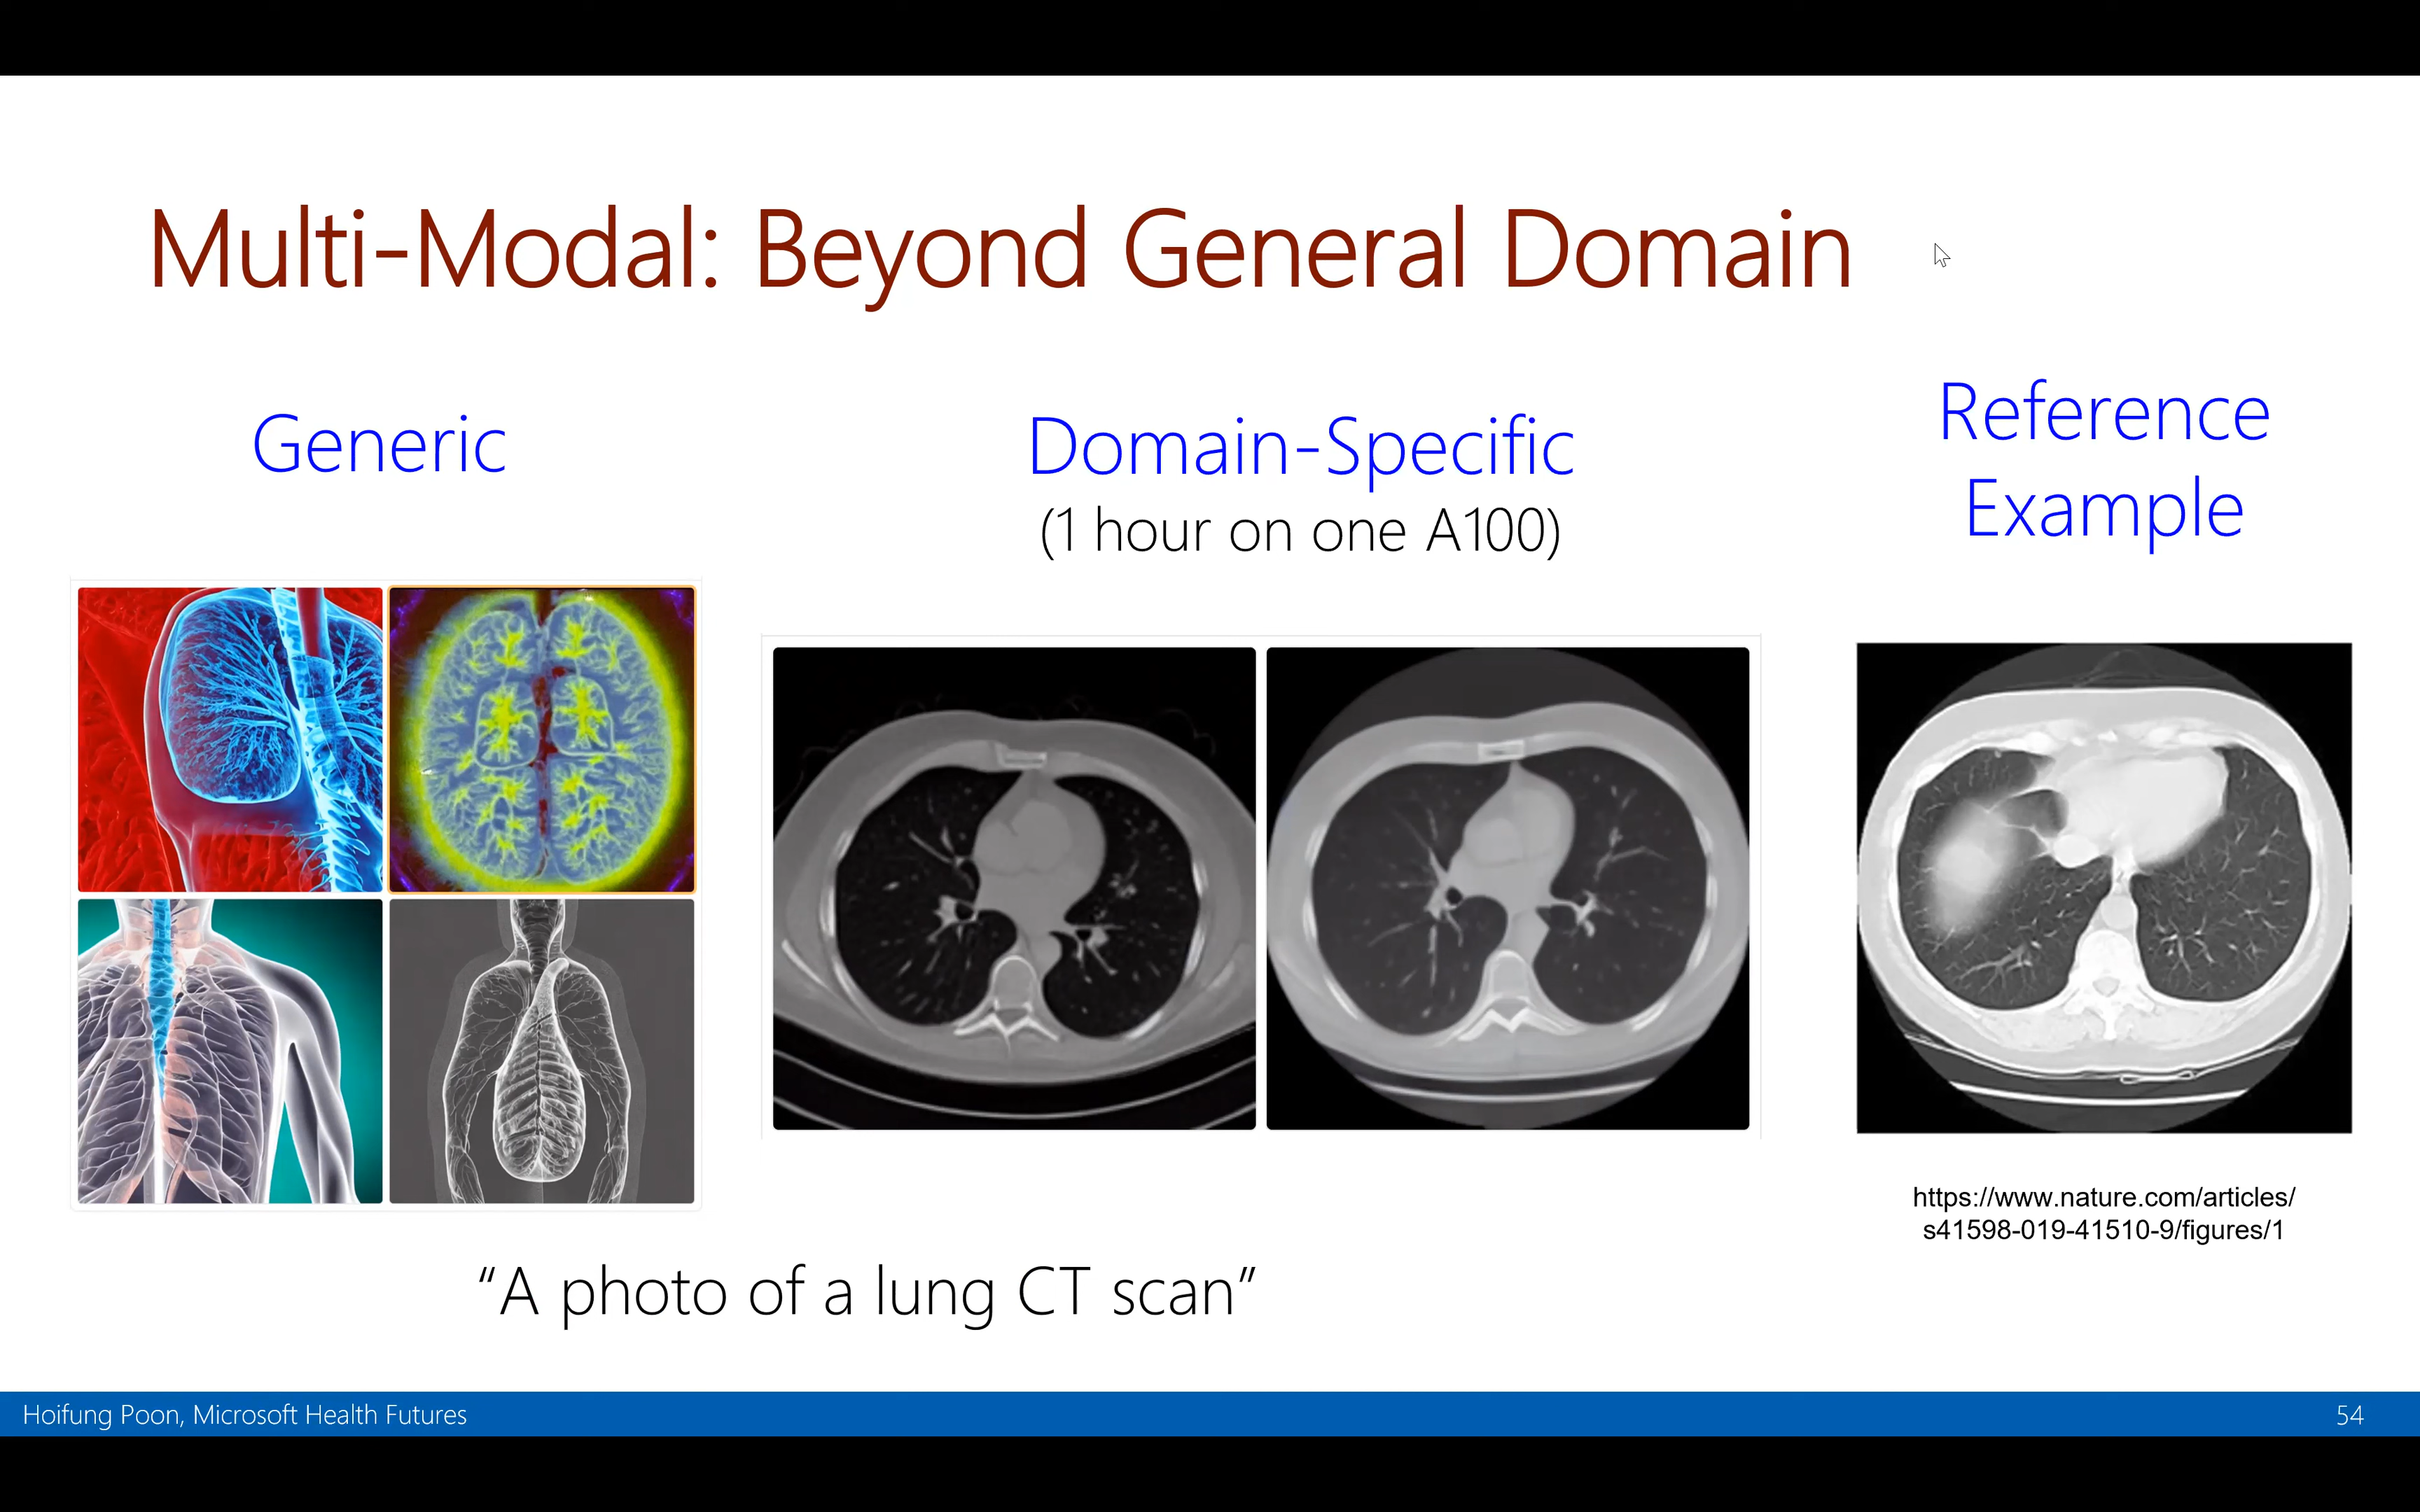 Multi-Modal: Beyond General Domain
Generic
Domain-Specific
(1 hour on one A100)
Reference
Example
https://www.nature.com/articles/
s41598-019-41510-9/figures/1
“A photo of a lung CT scan”
Hoifung Poon, Microsoft Health Futures
54